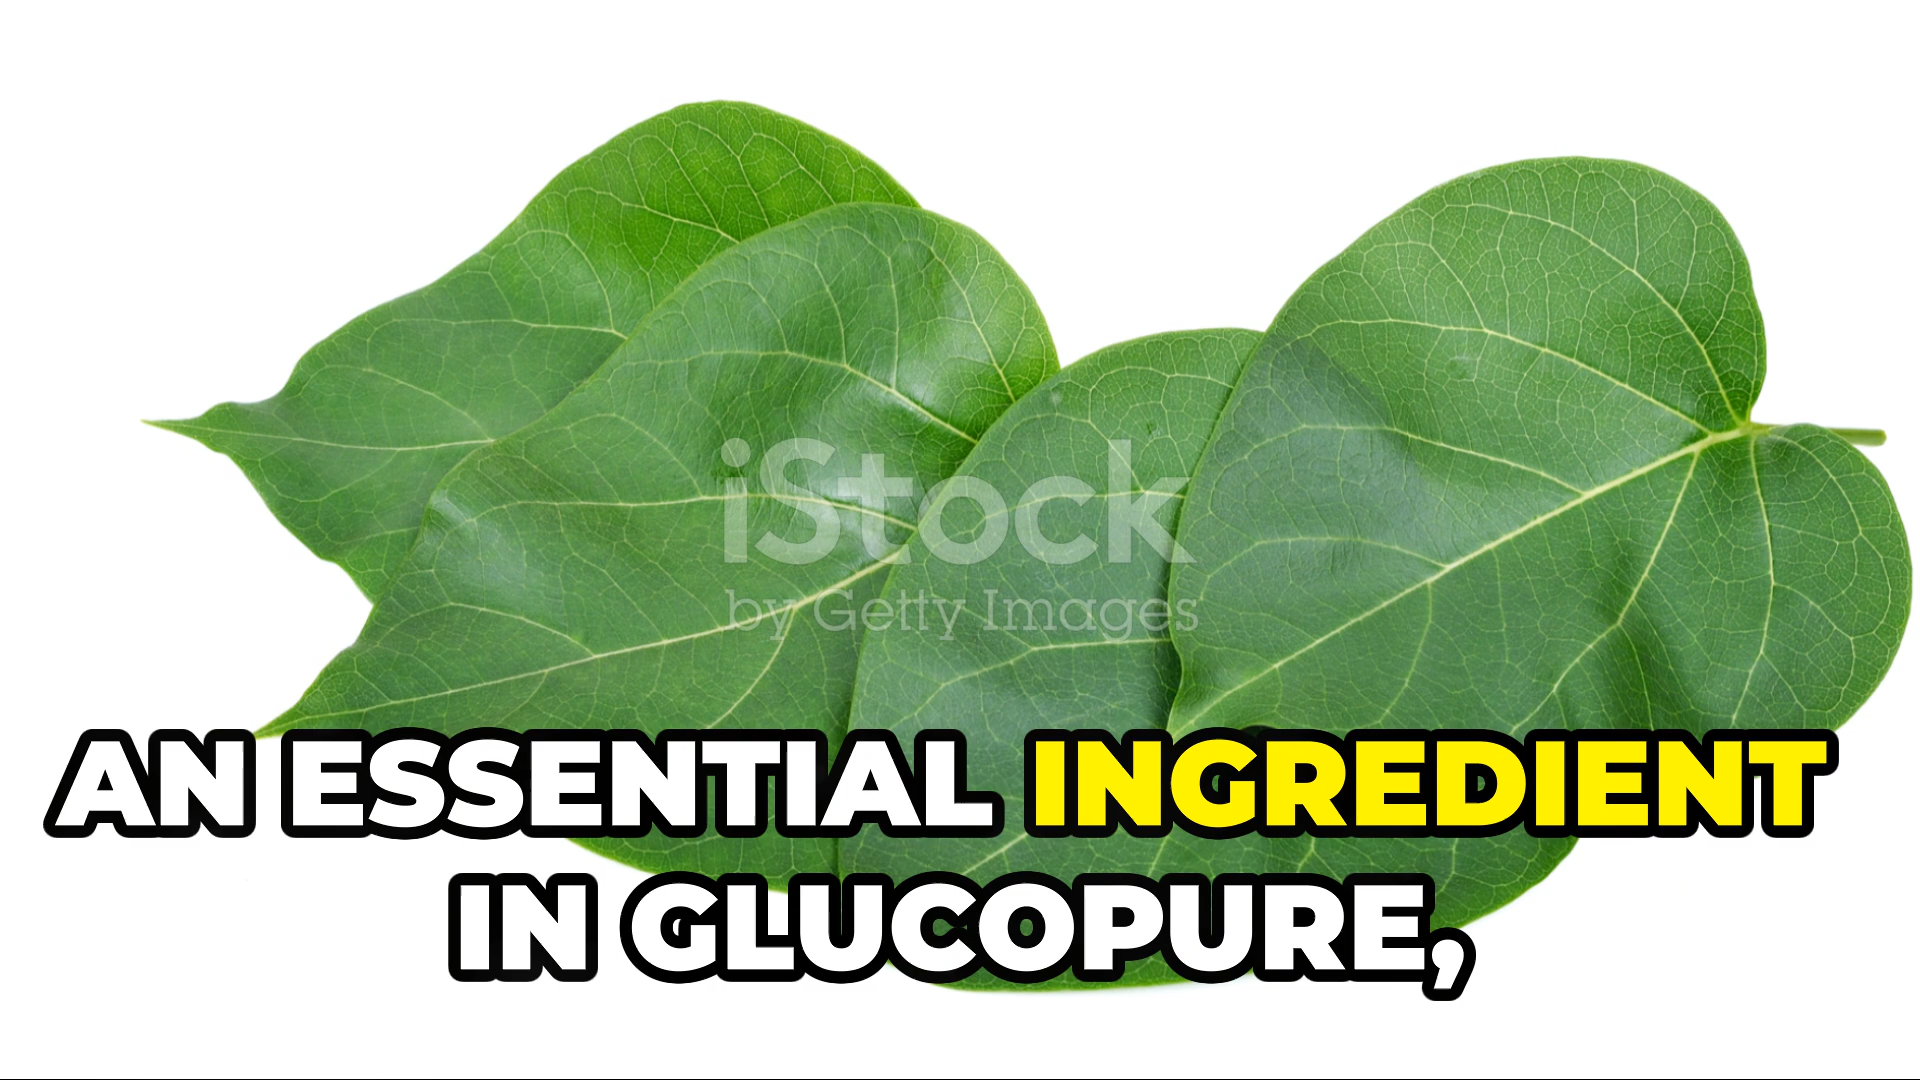 iStock
by Getty Images
AN ESSENTIAL INGREDIENT
IN GLUCOPURE,